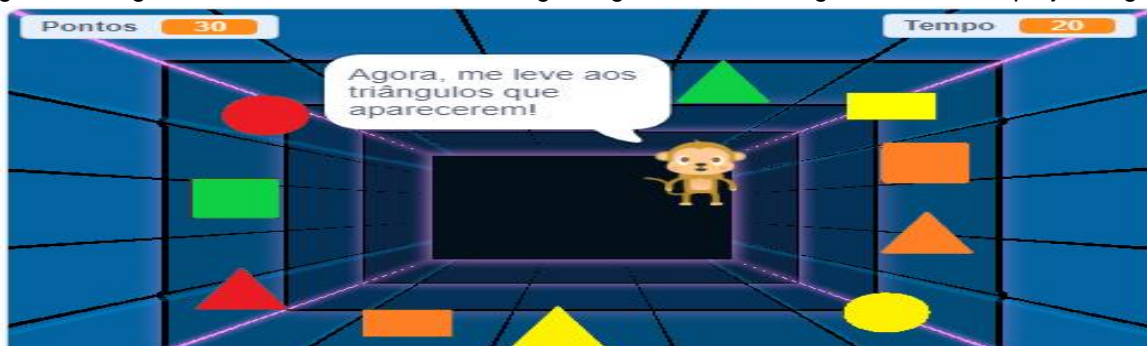 Pontos 30
Tempo 20
Agora, me leve aos
triângulos que
aparecerem!